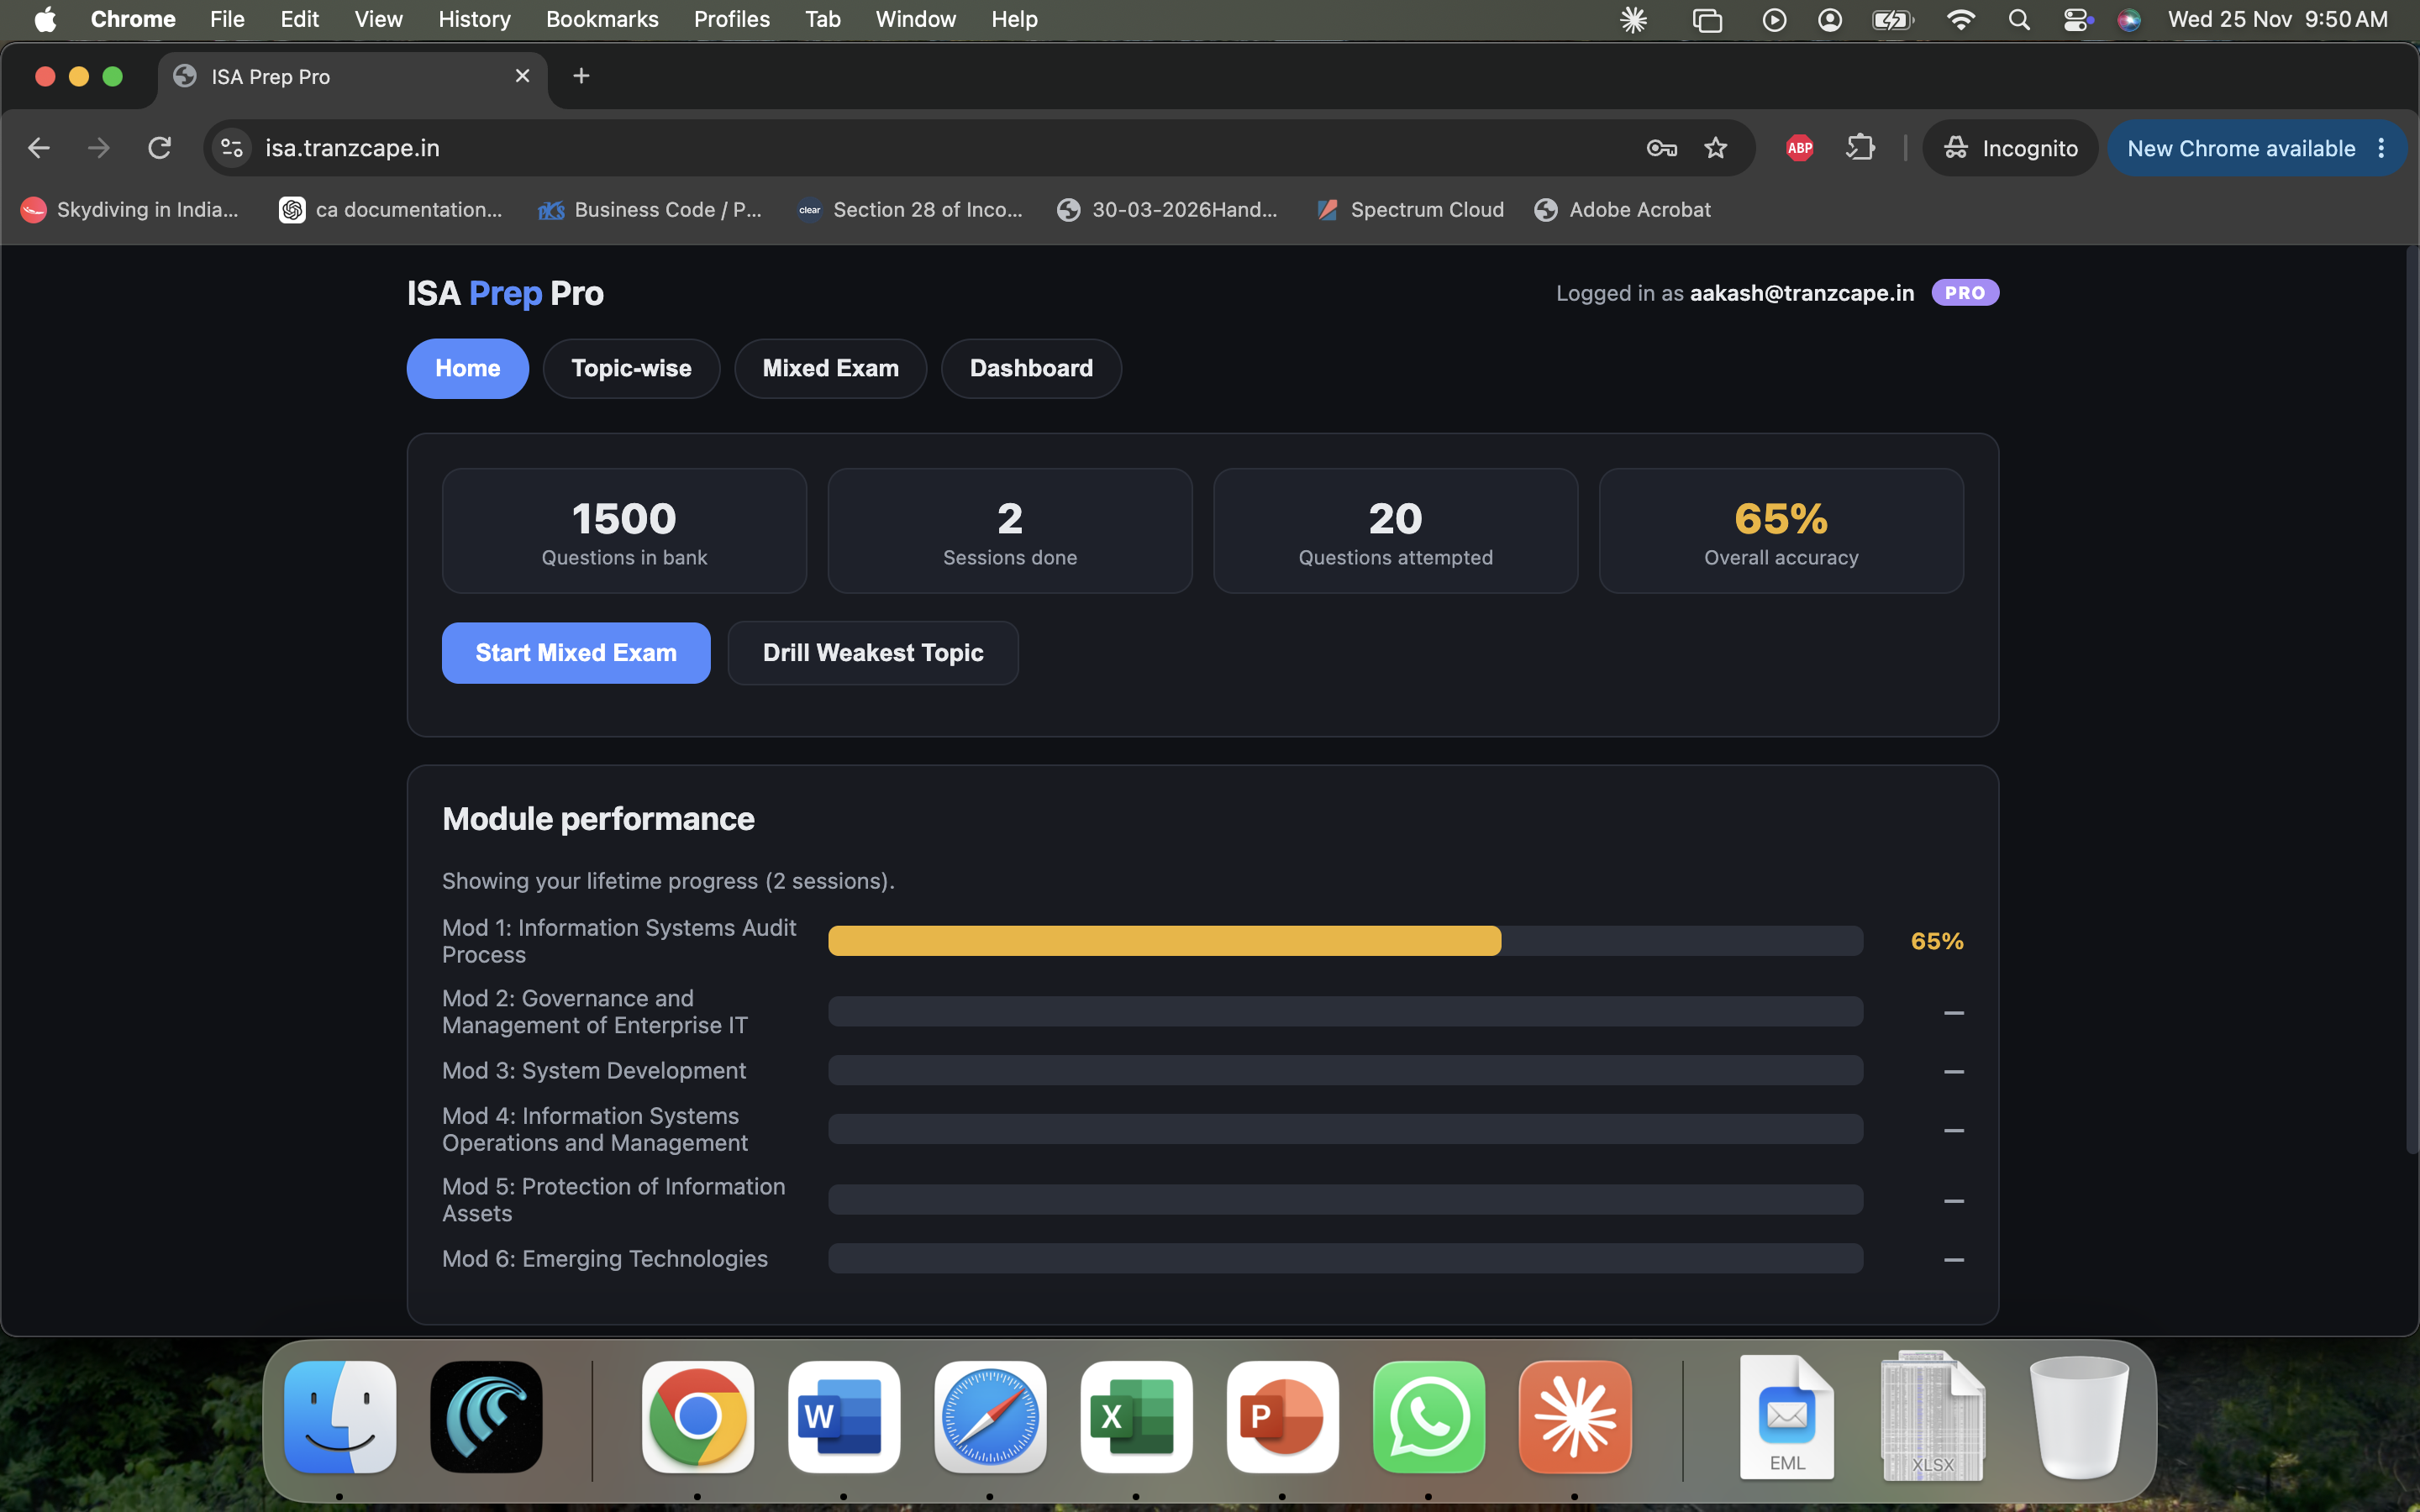 Chrome File Edit View History Bookmarks Profiles Tab Window Help Wed 25 Nov 9:50 AM
ISA Prep Pro
isa.tranzcape.in ABP Incognito New Chrome available
Skydiving in India... ca documentation... PKS Business Code / P... clear Section 28 of Inco... 30-03-2026Hand... Spectrum Cloud Adobe Acrobat
ISA Prep Pro Logged in as aakash@tranzcape.in PRO
Home Topic-wise Mixed Exam Dashboard
1500 2 20 65%
Questions in bank Sessions done Questions attempted Overall accuracy
Start Mixed Exam Drill Weakest Topic
Module performance
Showing your lifetime progress (2 sessions).
Mod 1: Information Systems Audit
Process
65%
Mod 2: Governance and
Management of Enterprise IT
—
Mod 3: System Development —
Mod 4: Information Systems
Operations and Management
—
Mod 5: Protection of Information
Assets
—
Mod 6: Emerging Technologies —
W X P
EML XLSX